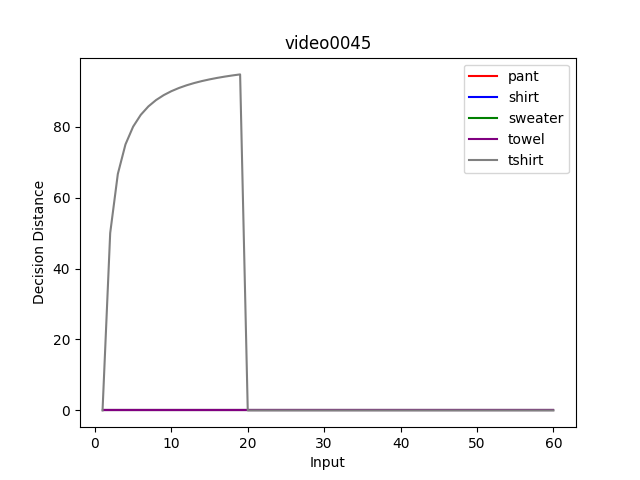 video0045
pant
shirt
sweater
towel
tshirt
Decision Distance
80
60
40
20
0
0 10 20 30 40 50 60
Input